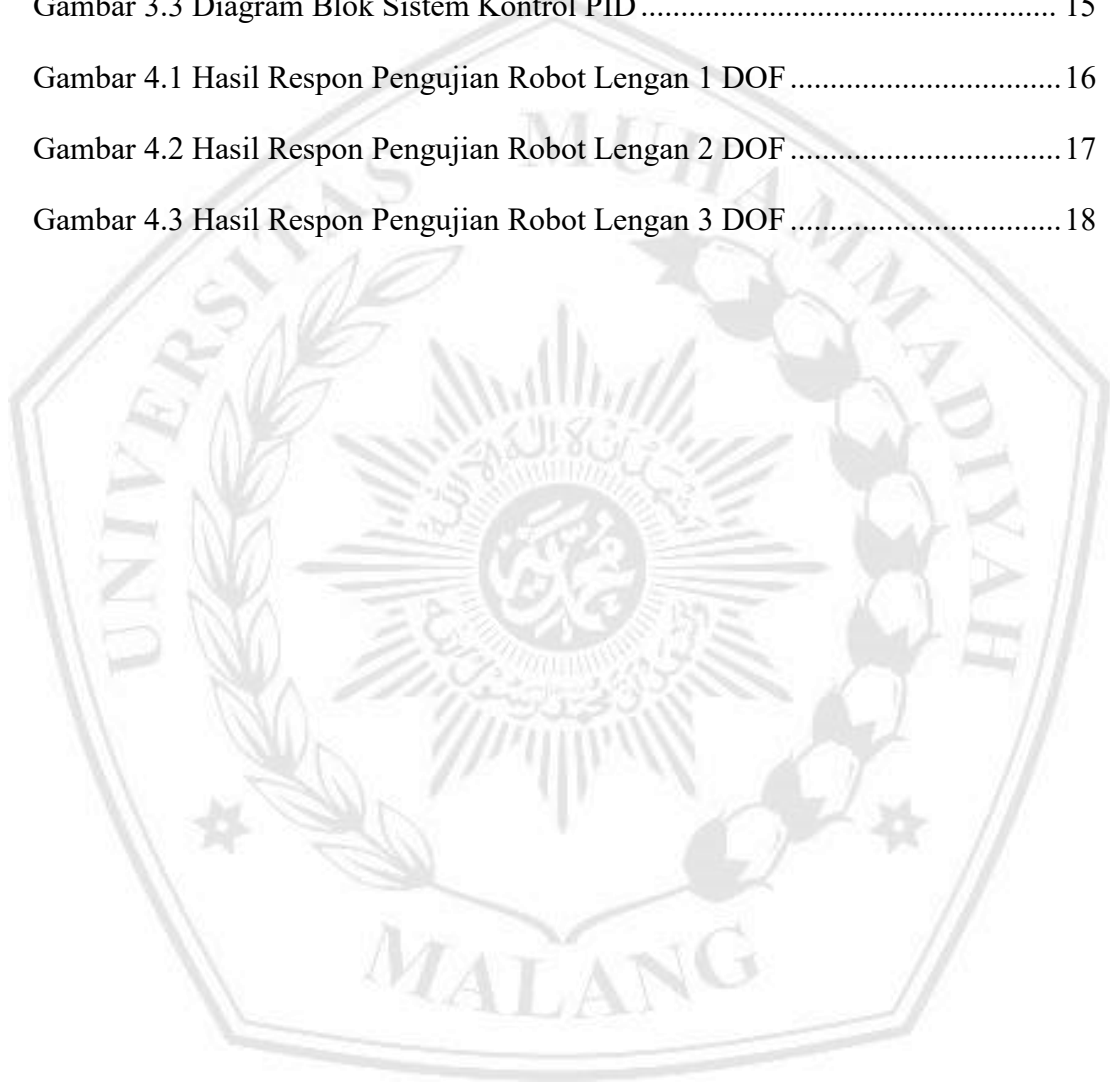 Gambar 3.3 Diagram Blok Sistem Kontrol PID .................................................... 15
Gambar 4.1 Hasil Respon Pengujian Robot Lengan 1 DOF .................................. 16
Gambar 4.2 Hasil Respon Pengujian Robot Lengan 2 DOF .................................. 17
Gambar 4.3 Hasil Respon Pengujian Robot Lengan 3 DOF .................................. 18
UNIVERSITAS MUHAMMADIYAH
MALANG